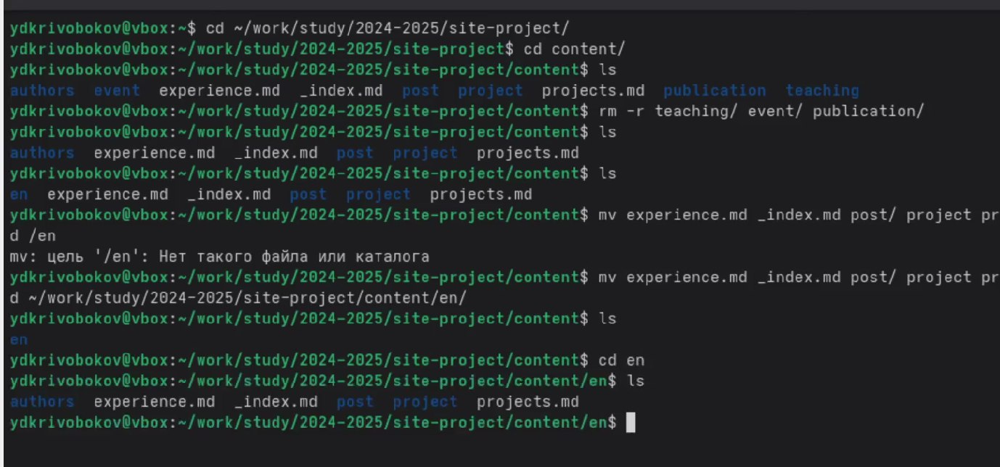 ydkrivobokov@vbox:~$ cd ~/work/study/2024-2025/site-project/
ydkrivobokov@vbox:~/work/study/2024-2025/site-project$ cd content/
ydkrivobokov@vbox:~/work/study/2024-2025/site-project/content$ ls
authors event experience.md _index.md post project projects.md publication teaching
ydkrivobokov@vbox:~/work/study/2024-2025/site-project/content$ rm -r teaching/ event/ publication/
ydkrivobokov@vbox:~/work/study/2024-2025/site-project/content$ ls
authors experience.md _index.md post project projects.md
ydkrivobokov@vbox:~/work/study/2024-2025/site-project/content$ ls
en experience.md _index.md post project projects.md
ydkrivobokov@vbox:~/work/study/2024-2025/site-project/content$ mv experience.md _index.md post/ project pr
d /en
mv: цель '/en': Нет такого файла или каталога
ydkrivobokov@vbox:~/work/study/2024-2025/site-project/content$ mv experience.md _index.md post/ project pr
d ~/work/study/2024-2025/site-project/content/en/
ydkrivobokov@vbox:~/work/study/2024-2025/site-project/content$ ls
en
ydkrivobokov@vbox:~/work/study/2024-2025/site-project/content$ cd en
ydkrivobokov@vbox:~/work/study/2024-2025/site-project/content/en$ ls
authors experience.md _index.md post project projects.md
ydkrivobokov@vbox:~/work/study/2024-2025/site-project/content/en$